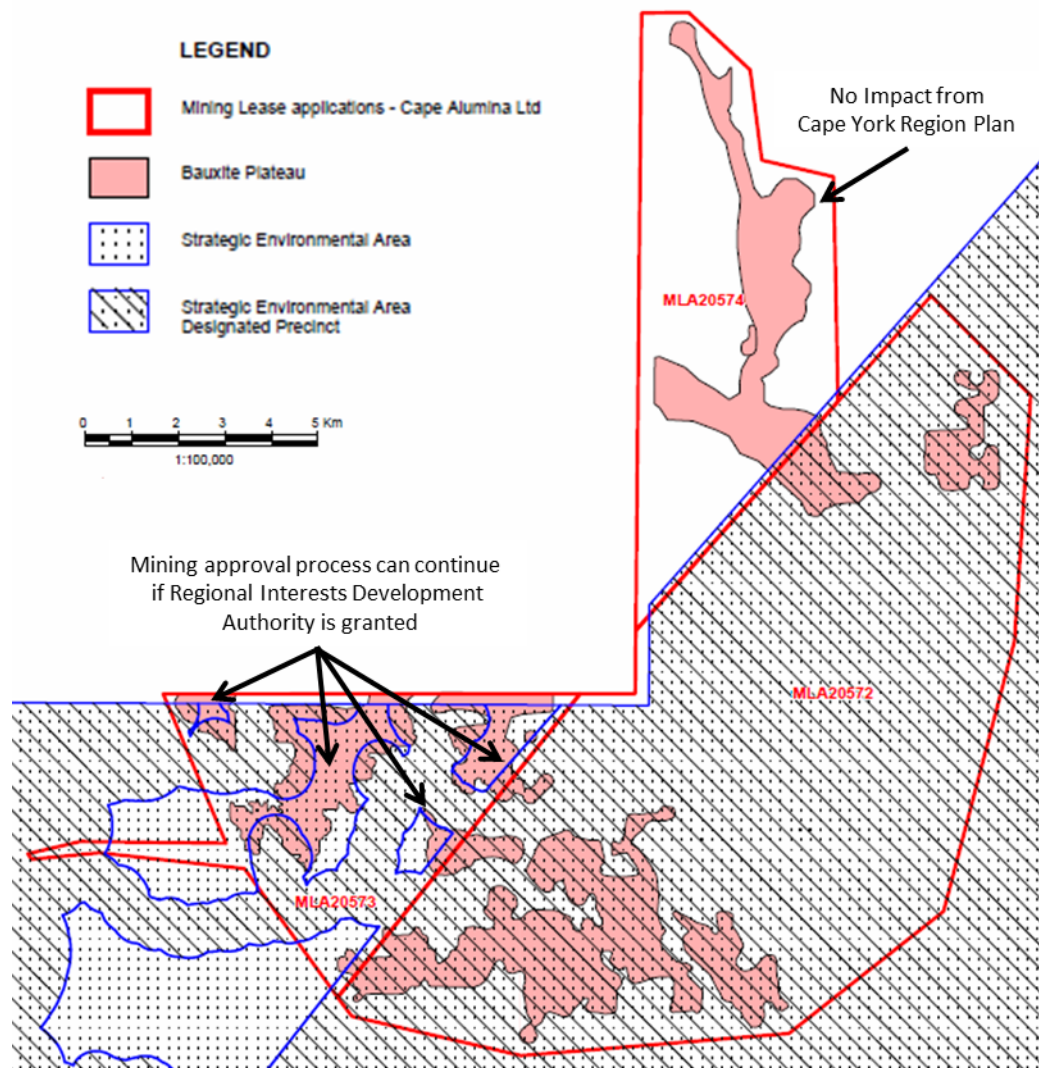 LEGEND
Mining Lease applications - Cape Alumina Ltd
Bauxite Plateau
Strategic Environmental Area
Strategic Environmental Area
Designated Precinct
0 1 2 3 4 5 Km
1:100,000
No Impact from
Cape York Region Plan
MLA20574
Mining approval process can continue
if Regional Interests Development
Authority is granted
MLA20572
MLA20573